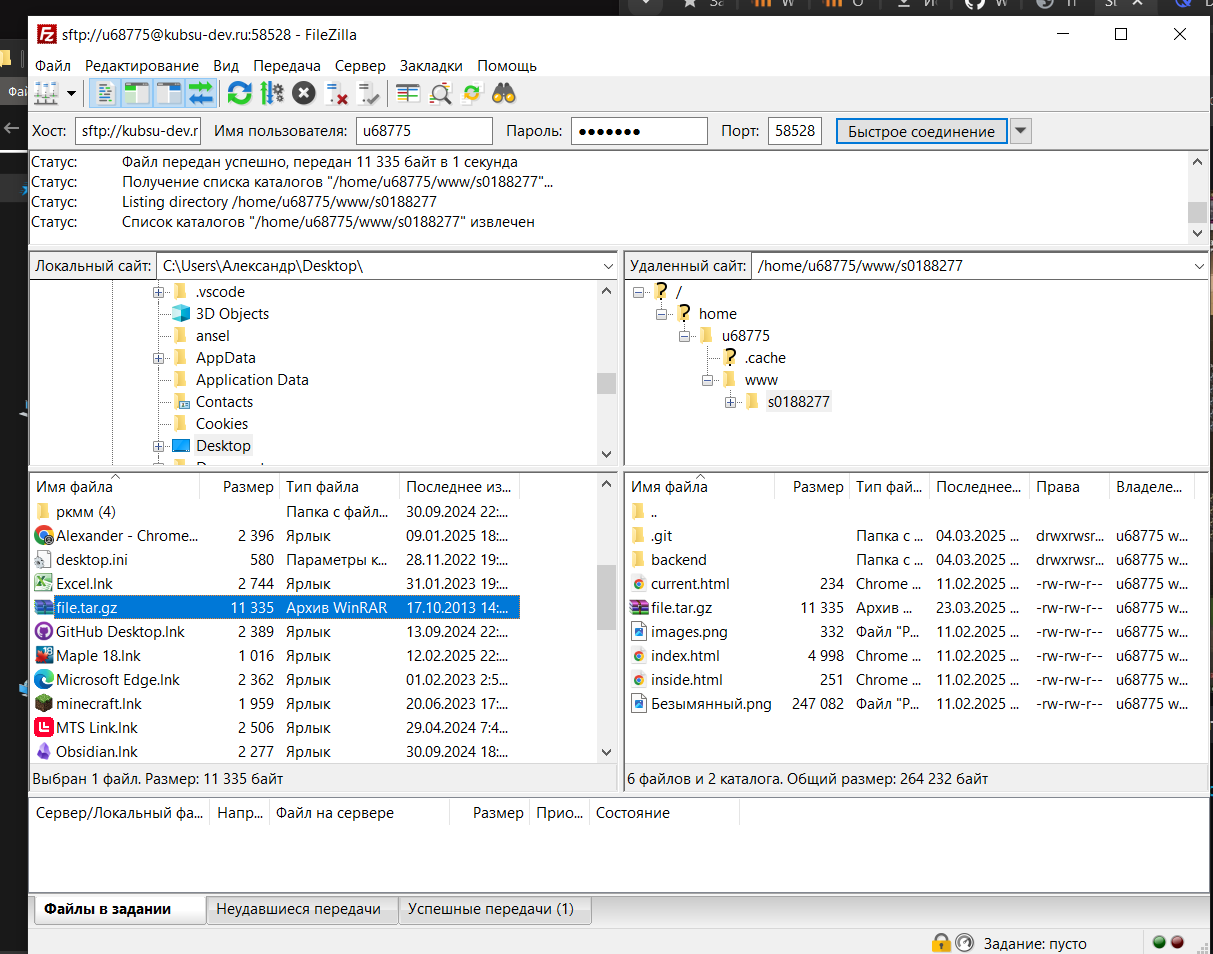 sftp://u68775@kubsu-dev.ru:58528 - FileZilla
Файл Редактирование Вид Передача Сервер Закладки Помощь
Хост: sftp://kubsu-dev.r Имя пользователя: u68775 Пароль: ●●●●●●● Порт: 58528 Быстрое соединение
Статус: Файл передан успешно, передан 11 335 байт в 1 секунда
Статус: Получение списка каталогов "/home/u68775/www/s0188277"...
Статус: Listing directory /home/u68775/www/s0188277
Статус: Список каталогов "/home/u68775/www/s0188277" извлечен
Локальный сайт: C:\Users\Александр\Desktop\
.vscode
3D Objects
ansel
AppData
Application Data
Contacts
Cookies
Desktop
Удаленный сайт: /home/u68775/www/s0188277
/
home
u68775
.cache
www
s0188277
Имя файла Размер Тип файла Последнее из...
ркмм (4) Папка с файл... 30.09.2024 22:...
Alexander - Chrome... 2 396 Ярлык 09.01.2025 18:...
desktop.ini 580 Параметры к... 28.11.2022 19:...
Excel.lnk 2 744 Ярлык 31.01.2023 19:...
file.tar.gz 11 335 Архив WinRAR 17.10.2013 14:...
GitHub Desktop.lnk 2 389 Ярлык 13.09.2024 22:...
Maple 18.lnk 1 016 Ярлык 12.02.2025 22:...
Microsoft Edge.lnk 2 362 Ярлык 01.02.2023 2:5...
minecraft.lnk 1 959 Ярлык 20.06.2023 17:...
MTS Link.lnk 2 506 Ярлык 29.04.2024 7:4...
Obsidian.lnk 2 277 Ярлык 30.09.2024 18:...
Выбран 1 файл. Размер: 11 335 байт
Имя файла Размер Тип фай... Последнее... Права Владеле...
..
.git Папка с ... 04.03.2025 ... drwxrwsr... u68775 w...
backend Папка с ... 04.03.2025 ... drwxrwsr... u68775 w...
current.html 234 Chrome ... 11.02.2025 ... -rw-rw-r-- u68775 w...
file.tar.gz 11 335 Архив ... 23.03.2025 ... -rw-rw-r-- u68775 w...
images.png 332 Файл "P... 11.02.2025 ... -rw-rw-r-- u68775 w...
index.html 4 998 Chrome ... 11.02.2025 ... -rw-rw-r-- u68775 w...
inside.html 251 Chrome ... 11.02.2025 ... -rw-rw-r-- u68775 w...
Безымянный.png 247 082 Файл "P... 11.02.2025 ... -rw-rw-r-- u68775 w...
6 файлов и 2 каталога. Общий размер: 264 232 байт
Сервер/Локальный фа... Напр... Файл на сервере Размер Прио... Состояние
Файлы в задании Неудавшиеся передачи Успешные передачи (1)
Задание: пусто